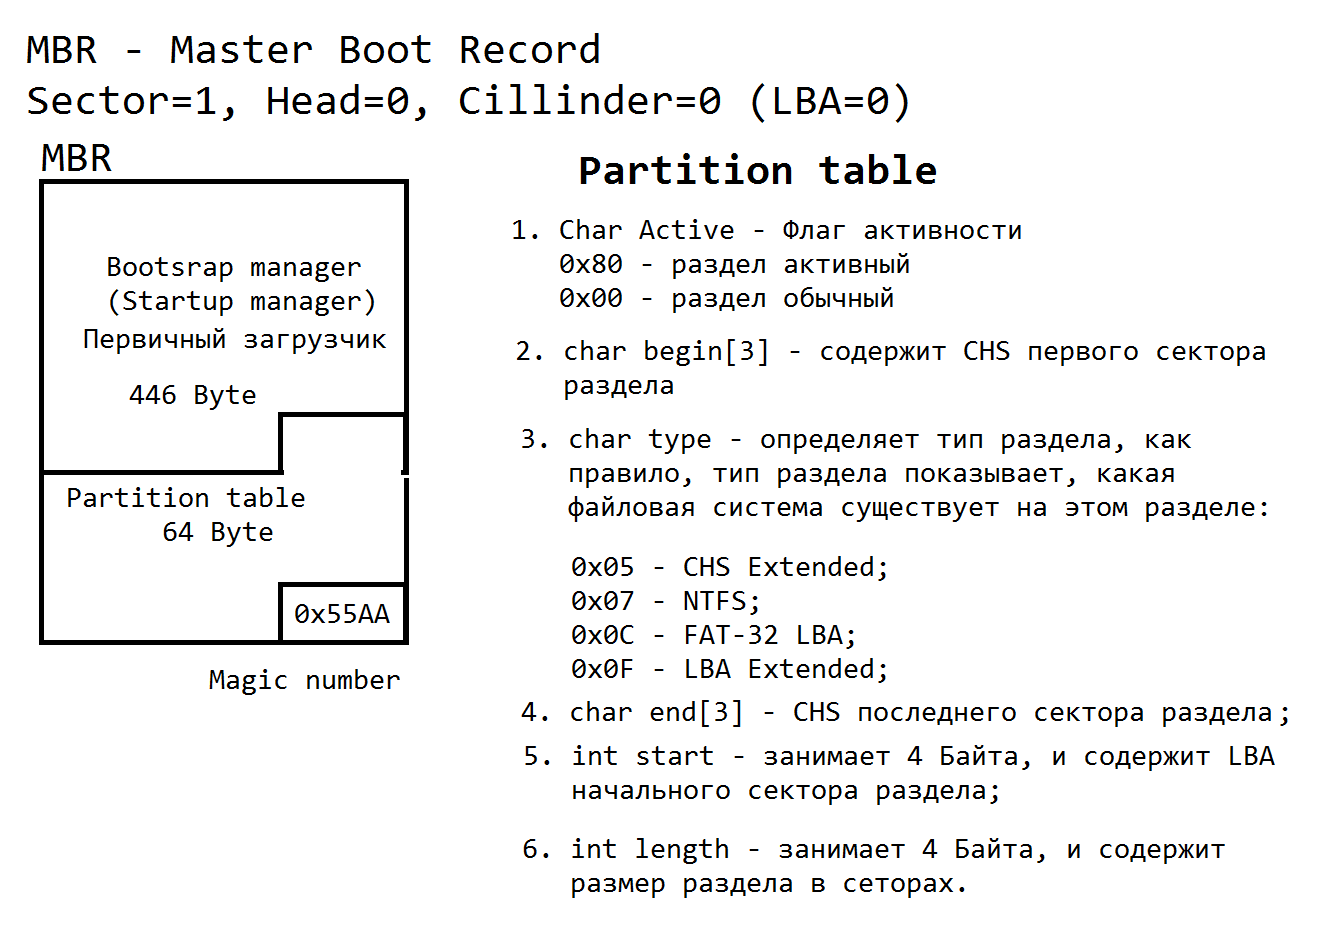 MBR - Master Boot Record
Sector=1, Head=0, Cillinder=0 (LBA=0)
MBR
Bootsrap manager
(Startup manager)
Первичный загрузчик
446 Byte
Partition table
64 Byte
0x55AA
Magic number
Partition table
1. Char Active - Флаг активности
0x80 - раздел активный
0x00 - раздел обычный
2. char begin[3] - содержит CHS первого сектора
раздела
3. char type - определяет тип раздела, как
правило, тип раздела показывает, какая
файловая система существует на этом разделе:
0x05 - CHS Extended;
0x07 - NTFS;
0x0C - FAT-32 LBA;
0x0F - LBA Extended;
4. char end[3] - CHS последнего сектора раздела;
5. int start - занимает 4 Байта, и содержит LBA
начального сектора раздела;
6. int length - занимает 4 Байта, и содержит
размер раздела в сеторах.